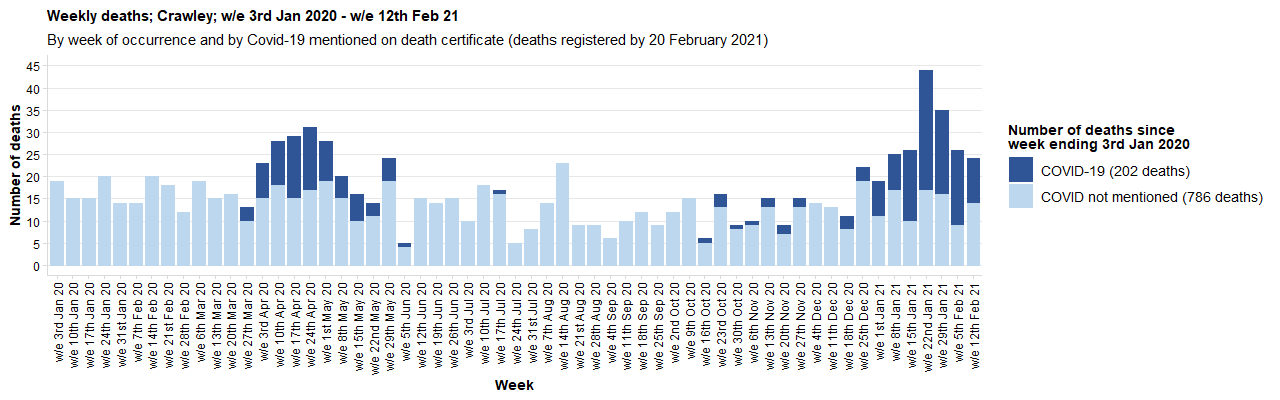 Weekly deaths; Crawley; w/e 3rd Jan 2020 - w/e 12th Feb 21
By week of occurrence and by Covid-19 mentioned on death certificate (deaths registered by 20 February 2021)
Number of deaths
45
40
35
30
25
20
15
10
5
0
w/e 3rd Jan 20
w/e 10th Jan 20
w/e 17th Jan 20
w/e 24th Jan 20
w/e 31st Jan 20
w/e 7th Feb 20
w/e 14th Feb 20
w/e 21st Feb 20
w/e 28th Feb 20
w/e 6th Mar 20
w/e 13th Mar 20
w/e 20th Mar 20
w/e 27th Mar 20
w/e 3rd Apr 20
w/e 10th Apr 20
w/e 17th Apr 20
w/e 24th Apr 20
w/e 1st May 20
w/e 8th May 20
w/e 15th May 20
w/e 22nd May 20
w/e 29th May 20
w/e 5th Jun 20
w/e 12th Jun 20
w/e 19th Jun 20
w/e 26th Jun 20
w/e 3rd Jul 20
w/e 10th Jul 20
w/e 17th Jul 20
w/e 24th Jul 20
w/e 31st Jul 20
w/e 7th Aug 20
w/e 14th Aug 20
w/e 21st Aug 20
w/e 28th Aug 20
w/e 4th Sep 20
w/e 11th Sep 20
w/e 18th Sep 20
w/e 25th Sep 20
w/e 2nd Oct 20
w/e 9th Oct 20
w/e 16th Oct 20
w/e 23rd Oct 20
w/e 30th Oct 20
w/e 6th Nov 20
w/e 13th Nov 20
w/e 20th Nov 20
w/e 27th Nov 20
w/e 4th Dec 20
w/e 11th Dec 20
w/e 18th Dec 20
w/e 25th Dec 20
w/e 1st Jan 21
w/e 8th Jan 21
w/e 15th Jan 21
w/e 22nd Jan 21
w/e 29th Jan 21
w/e 5th Feb 21
w/e 12th Feb 21
Week
Number of deaths since
week ending 3rd Jan 2020
COVID-19 (202 deaths)
COVID not mentioned (786 deaths)